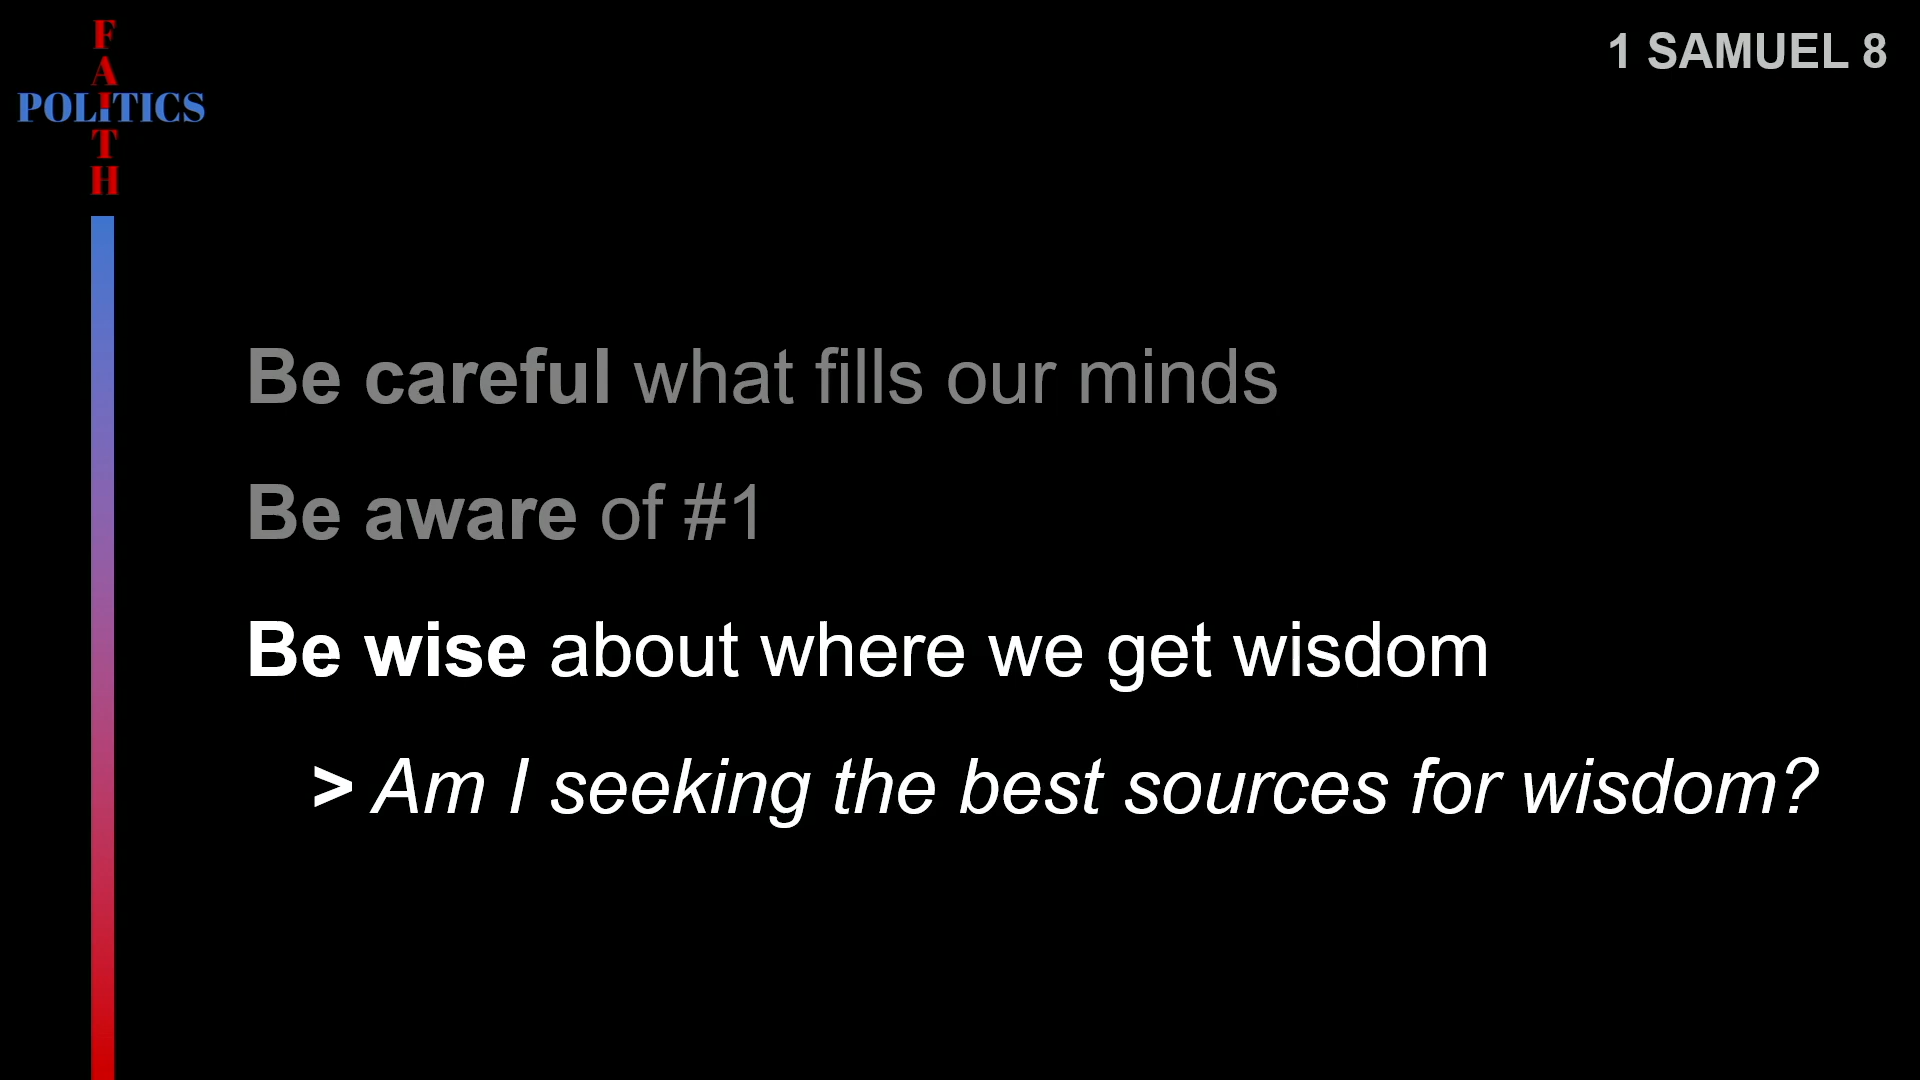 FAITH
POLITICS
1 SAMUEL 8
Be careful what fills our minds
Be aware of #1
Be wise about where we get wisdom
> Am I seeking the best sources for wisdom?